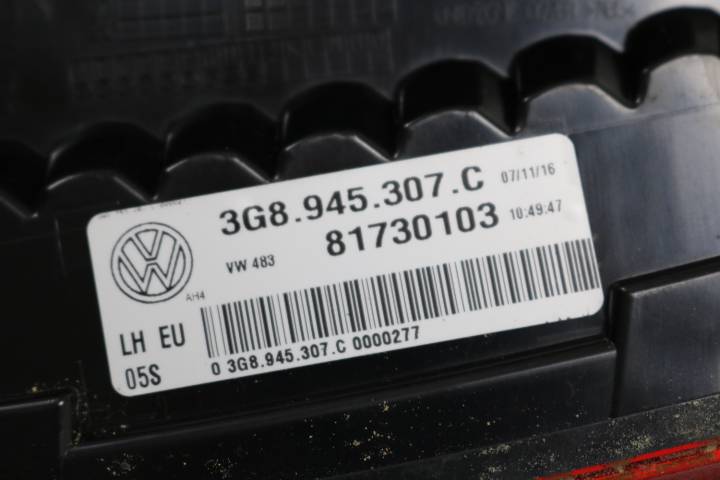 3G8.945.307.C 07/11/16
VW 483 81730103 10:49:47
AH4
LH EU
05S
0 3G8.945.307.C 0000277